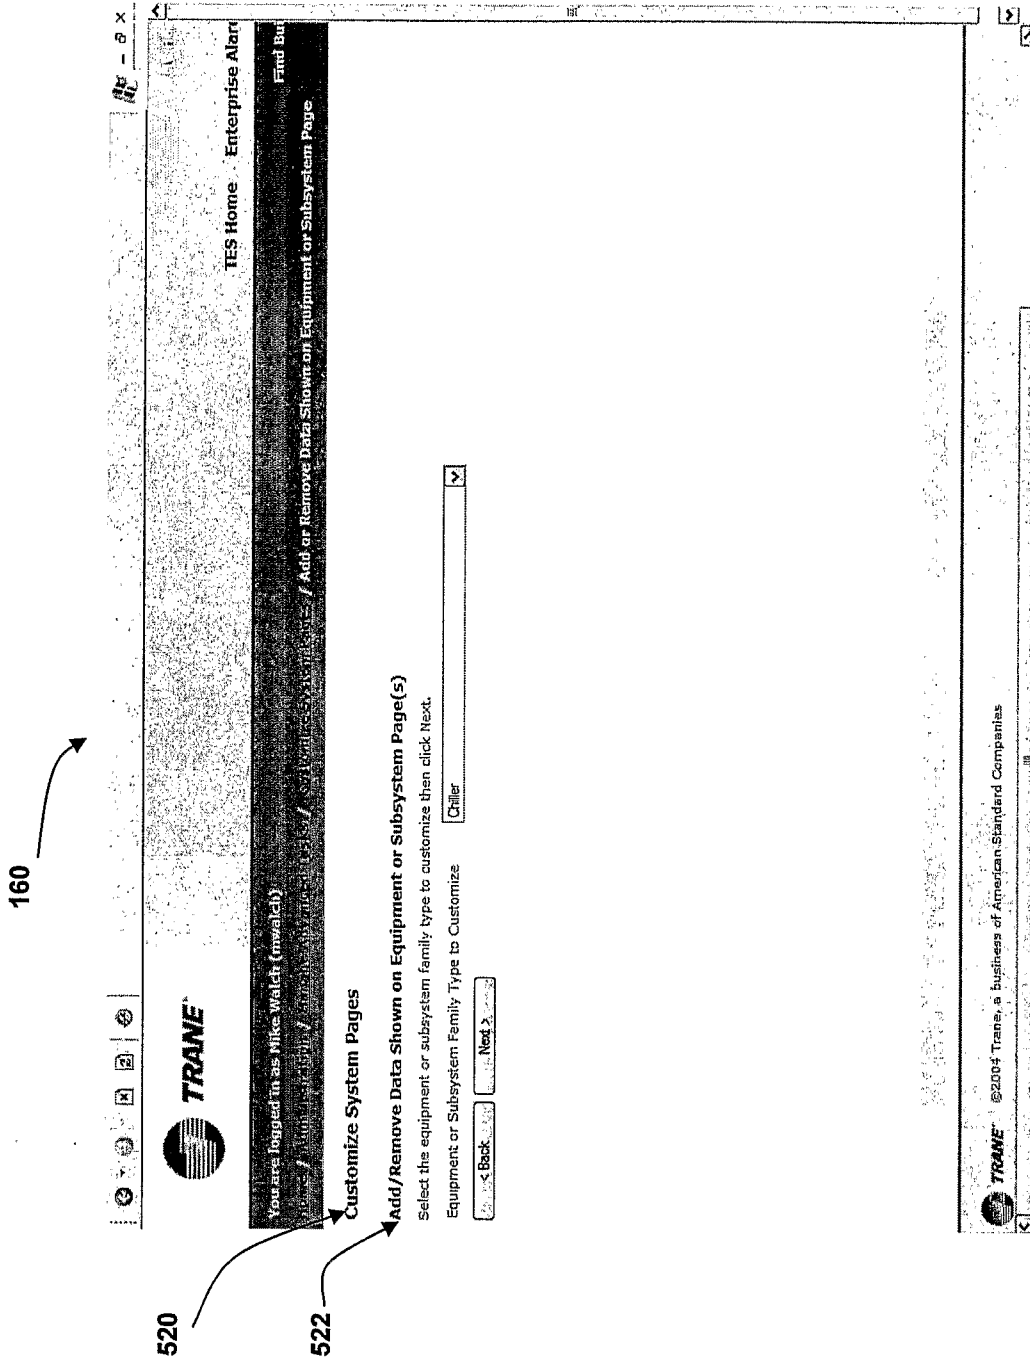 160
TRANE
TES Home
Enterprise Alar
You are logged in as Mike Walch (mwalch)
Find Bu
/ Add or Remove Data Shown on Equipment or Subsystem Page
520
Customize System Pages
522
Add/Remove Data Shown on Equipment or Subsystem Page(s)
Select the equipment or subsystem family type to customize then click Next.
Equipment or Subsystem Family Type to Customize
Chiller
< Back
Next >
TRANE ©2004 Trane, a business of American Standard Companies